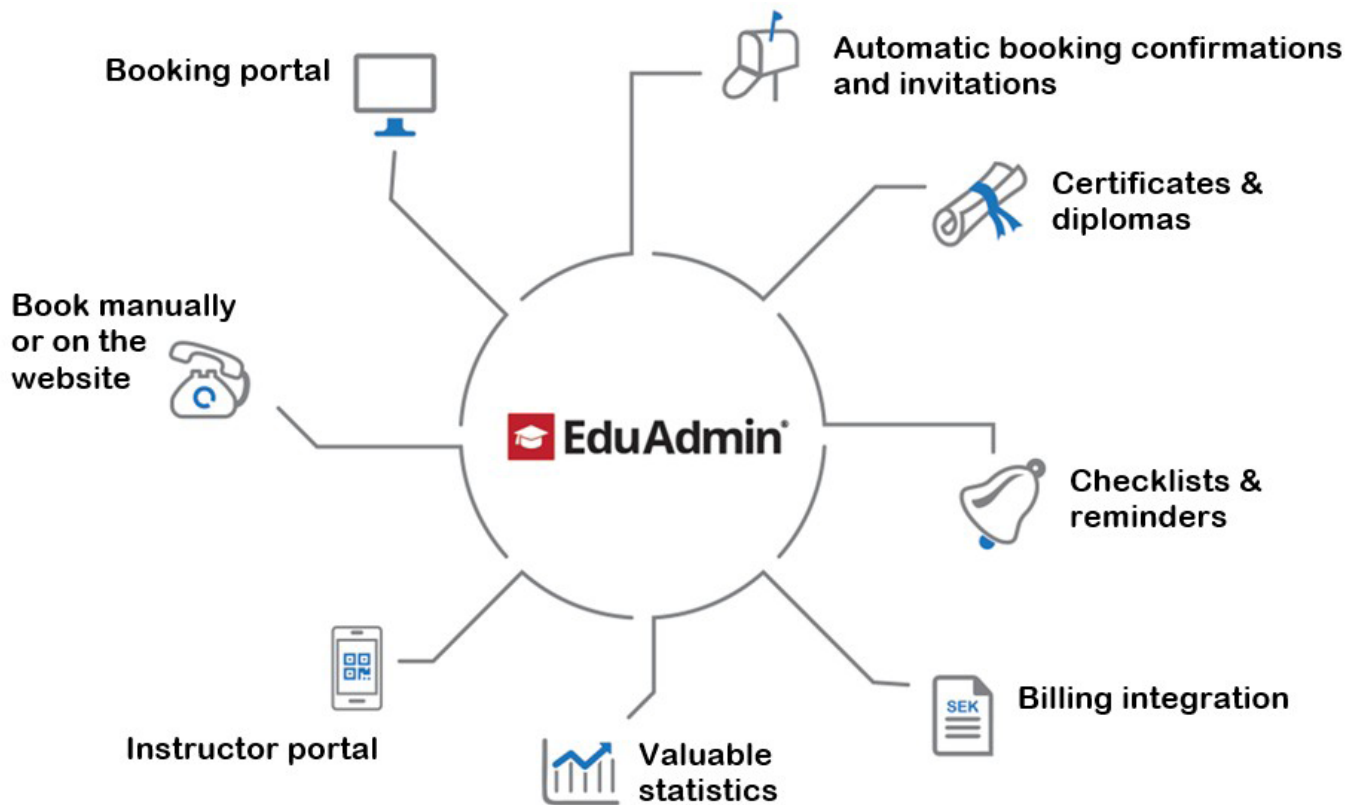 Booking portal
Automatic booking confirmations
and invitations
Certificates &
diplomas
Book manually
or on the
website
EduAdmin®
Checklists &
reminders
SEK
Billing integration
Instructor portal
Valuable
statistics